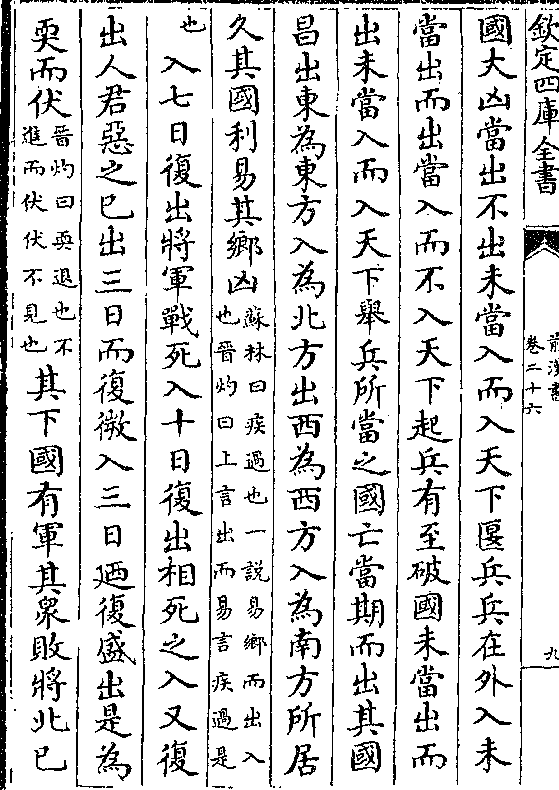 欽定四庫全書
前漢書
卷二十六
九
國大凶當出不出未當入而入天下偃兵兵在外入未
當出而出當入而不入天下起兵有至破國未當出而
出未當入而入天下舉兵所當之國亡當期而出其國
昌出東為東方入為北方出西為西方入為南方所居
久其國利易其鄉凶蘇林曰疾過也一説易鄉而出入
也晉灼曰上言出而易言疾過是
也入七日復出將軍戰死入十日復出相死之入又復
出人君惡之已出三日而復微入三日廼復盛出是為
耎而伏晉灼曰耎退也不
進而伏伏不見也其下國有軍其衆敗將北已